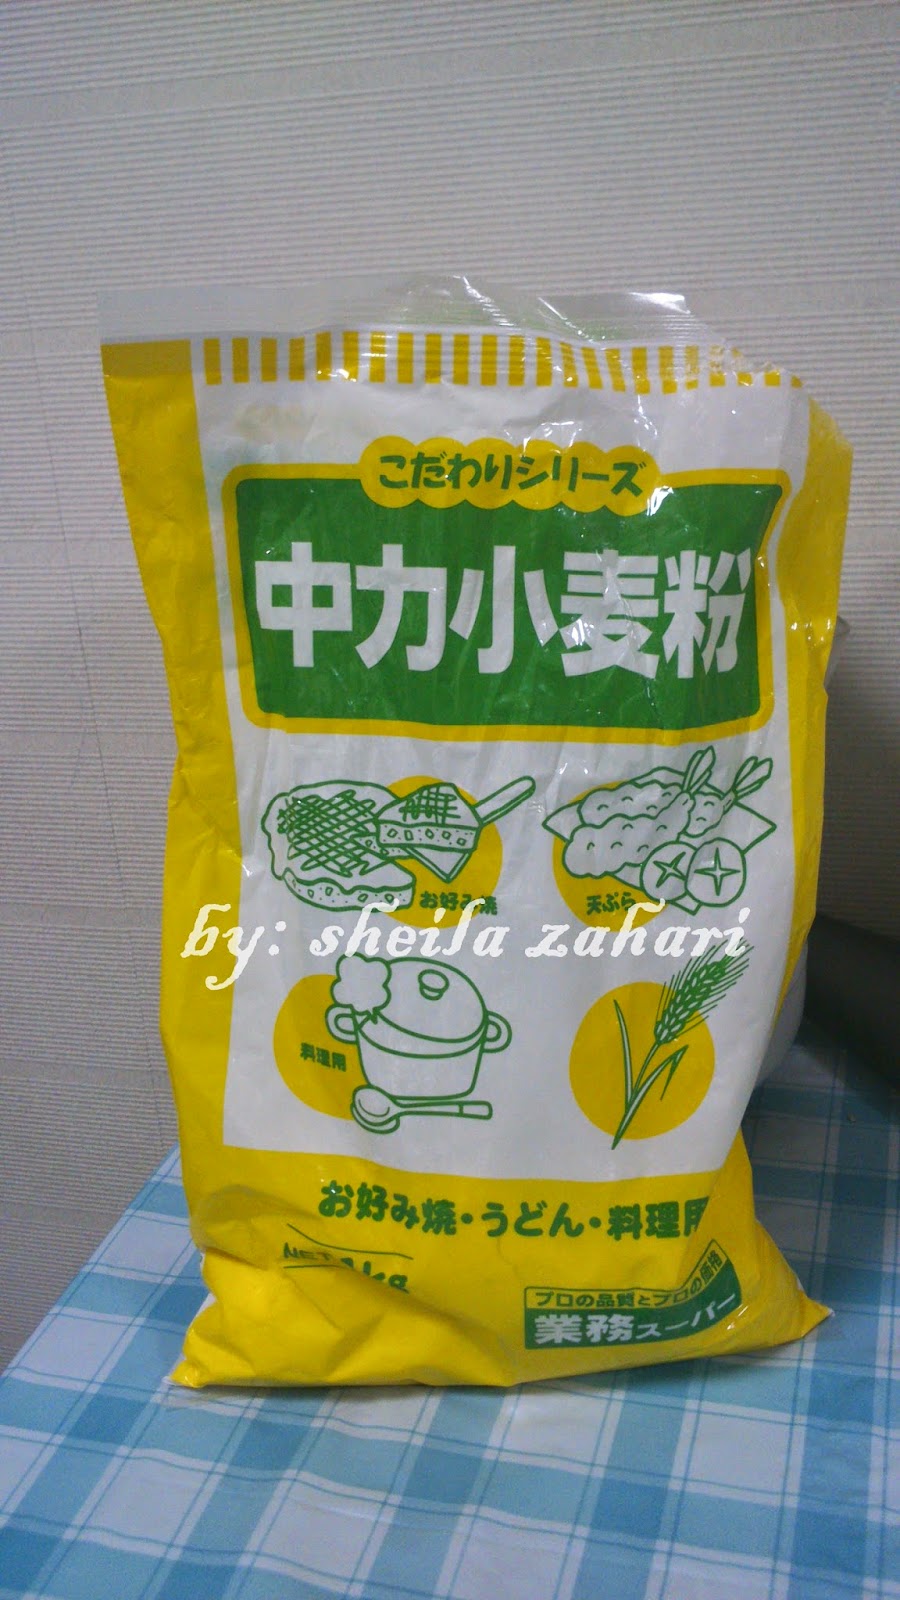 こだわりシリーズ
中力小麦粉
お好み焼
天ぷら
by: sheila zahari
料理用
お好み焼・うどん・料理用
NET 1kg
プロの品質とプロの価格
業務スーパー